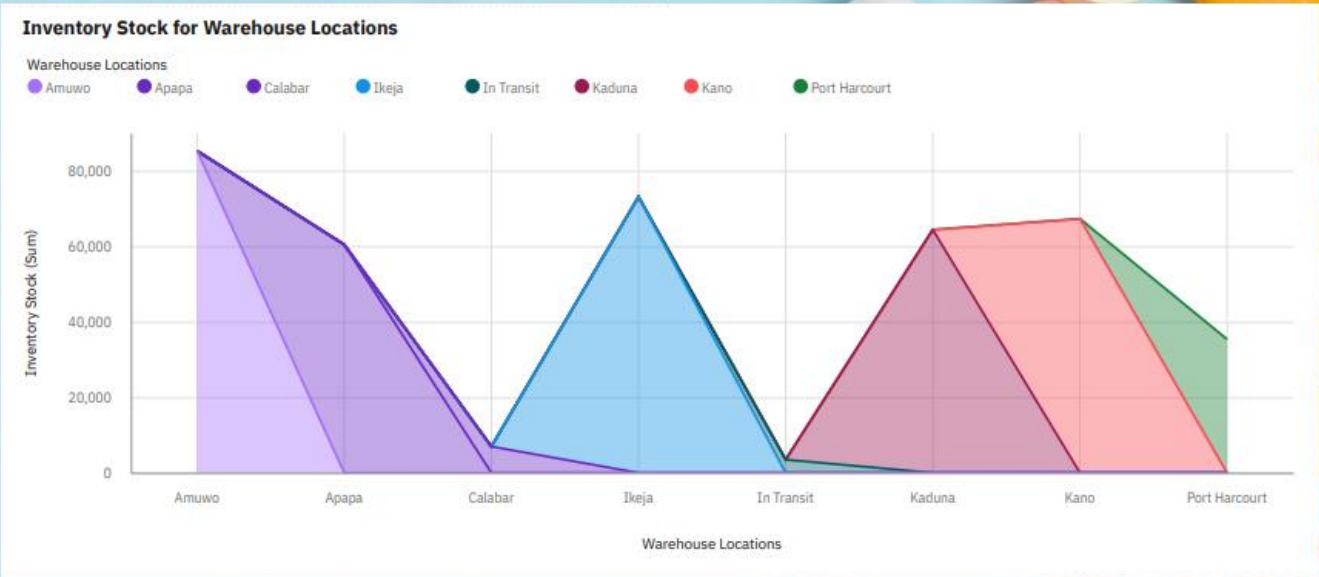 Inventory Stock for Warehouse Locations
Warehouse Locations
Amuwo Apapa Calabar Ikeja In Transit Kaduna Kano Port Harcourt
80,000
60,000
40,000
20,000
0
Inventory Stock (Sum)
Amuwo Apapa Calabar Ikeja In Transit Kaduna Kano Port Harcourt
Warehouse Locations